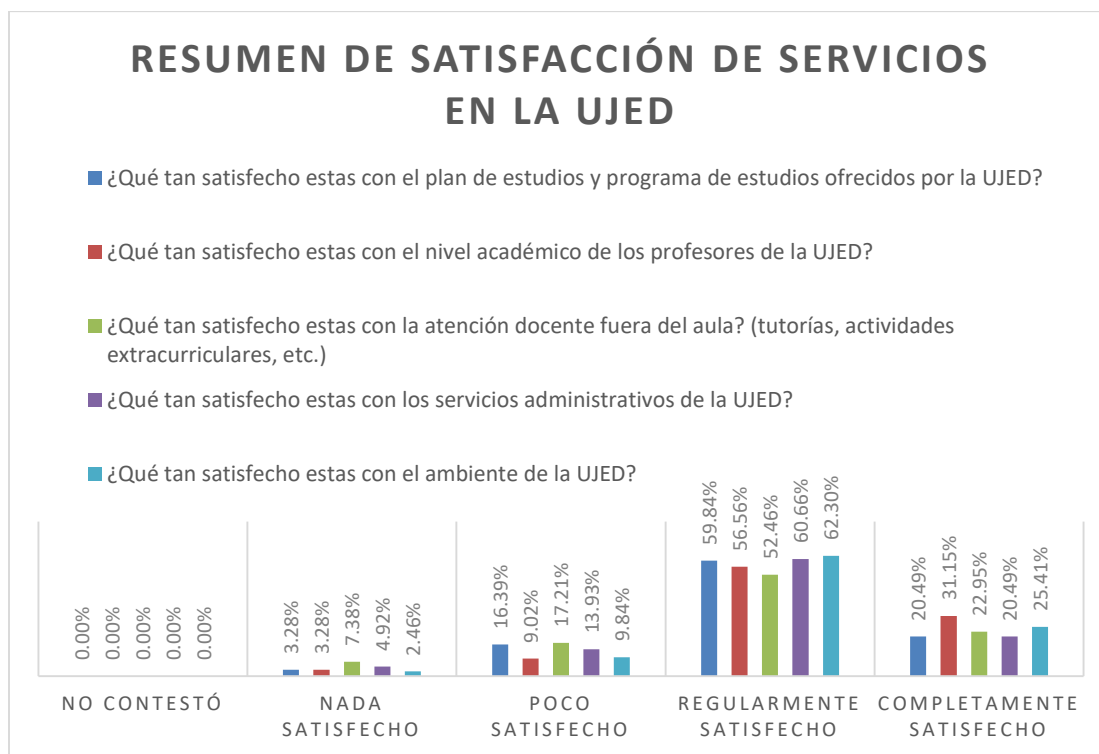 RESUMEN DE SATISFACCIÓN DE SERVICIOS
EN LA UJED
¿Qué tan satisfecho estas con el plan de estudios y programa de estudios ofrecidos por la UJED?
¿Qué tan satisfecho estas con el nivel académico de los profesores de la UJED?
¿Qué tan satisfecho estas con la atención docente fuera del aula? (tutorías, actividades
extracurriculares, etc.)
¿Qué tan satisfecho estas con los servicios administrativos de la UJED?
¿Qué tan satisfecho estas con el ambiente de la UJED?
0.00%
0.00%
0.00%
0.00%
0.00%
3.28%
3.28%
7.38%
4.92%
2.46%
16.39%
9.02%
17.21%
13.93%
9.84%
59.84%
56.56%
52.46%
60.66%
62.30%
20.49%
31.15%
22.95%
20.49%
25.41%
NO CONTESTÓ
NADA
SATISFECHO
POCO
SATISFECHO
REGULARMENTE
SATISFECHO
COMPLETAMENTE
SATISFECHO